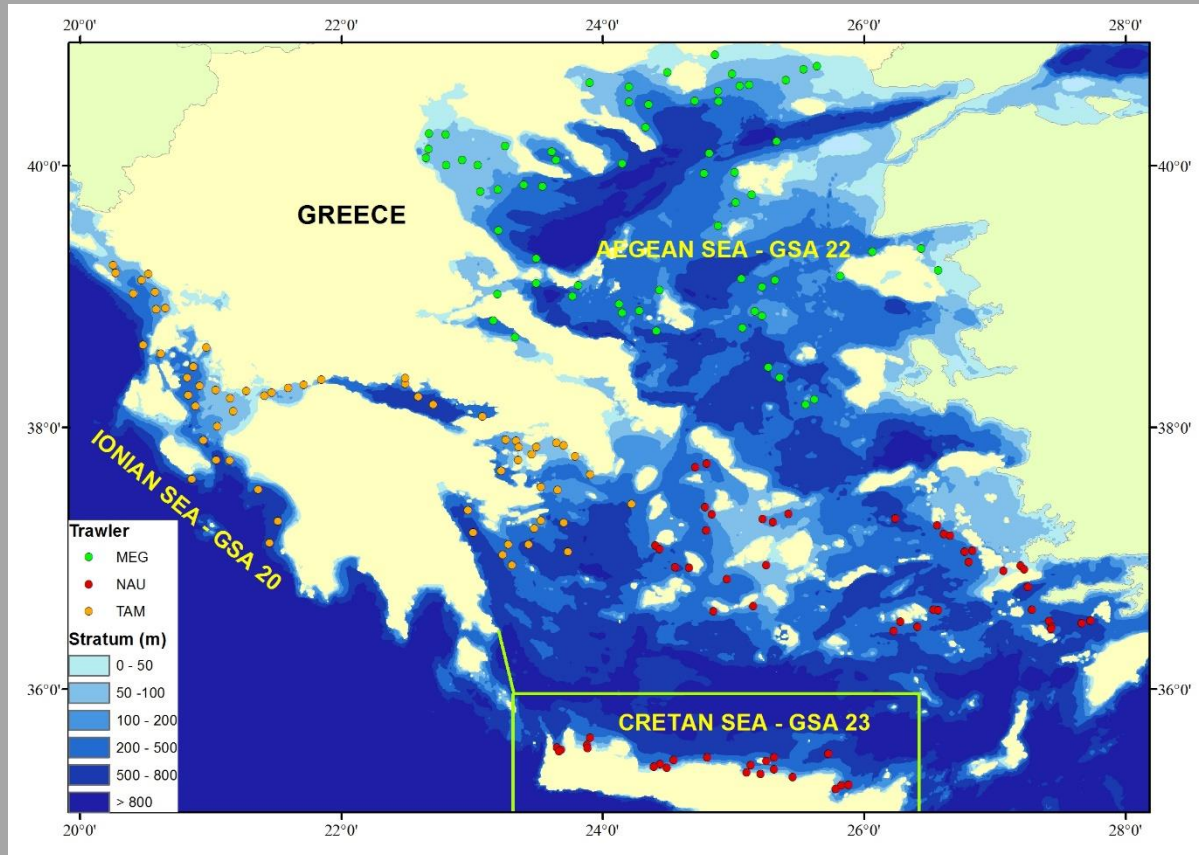 20°0' 22°0' 24°0' 26°0' 28°0'
40°0' 40°0'
GREECE
AEGEAN SEA - GSA 22
38°0' 38°0'
IONIAN SEA - GSA 20
Trawler
MEG
NAU
TAM
Stratum (m)
0 - 50
50 -100
100 - 200
200 - 500
500 - 800
> 800
36°0' 36°0'
CRETAN SEA - GSA 23
20°0' 22°0' 24°0' 26°0' 28°0'